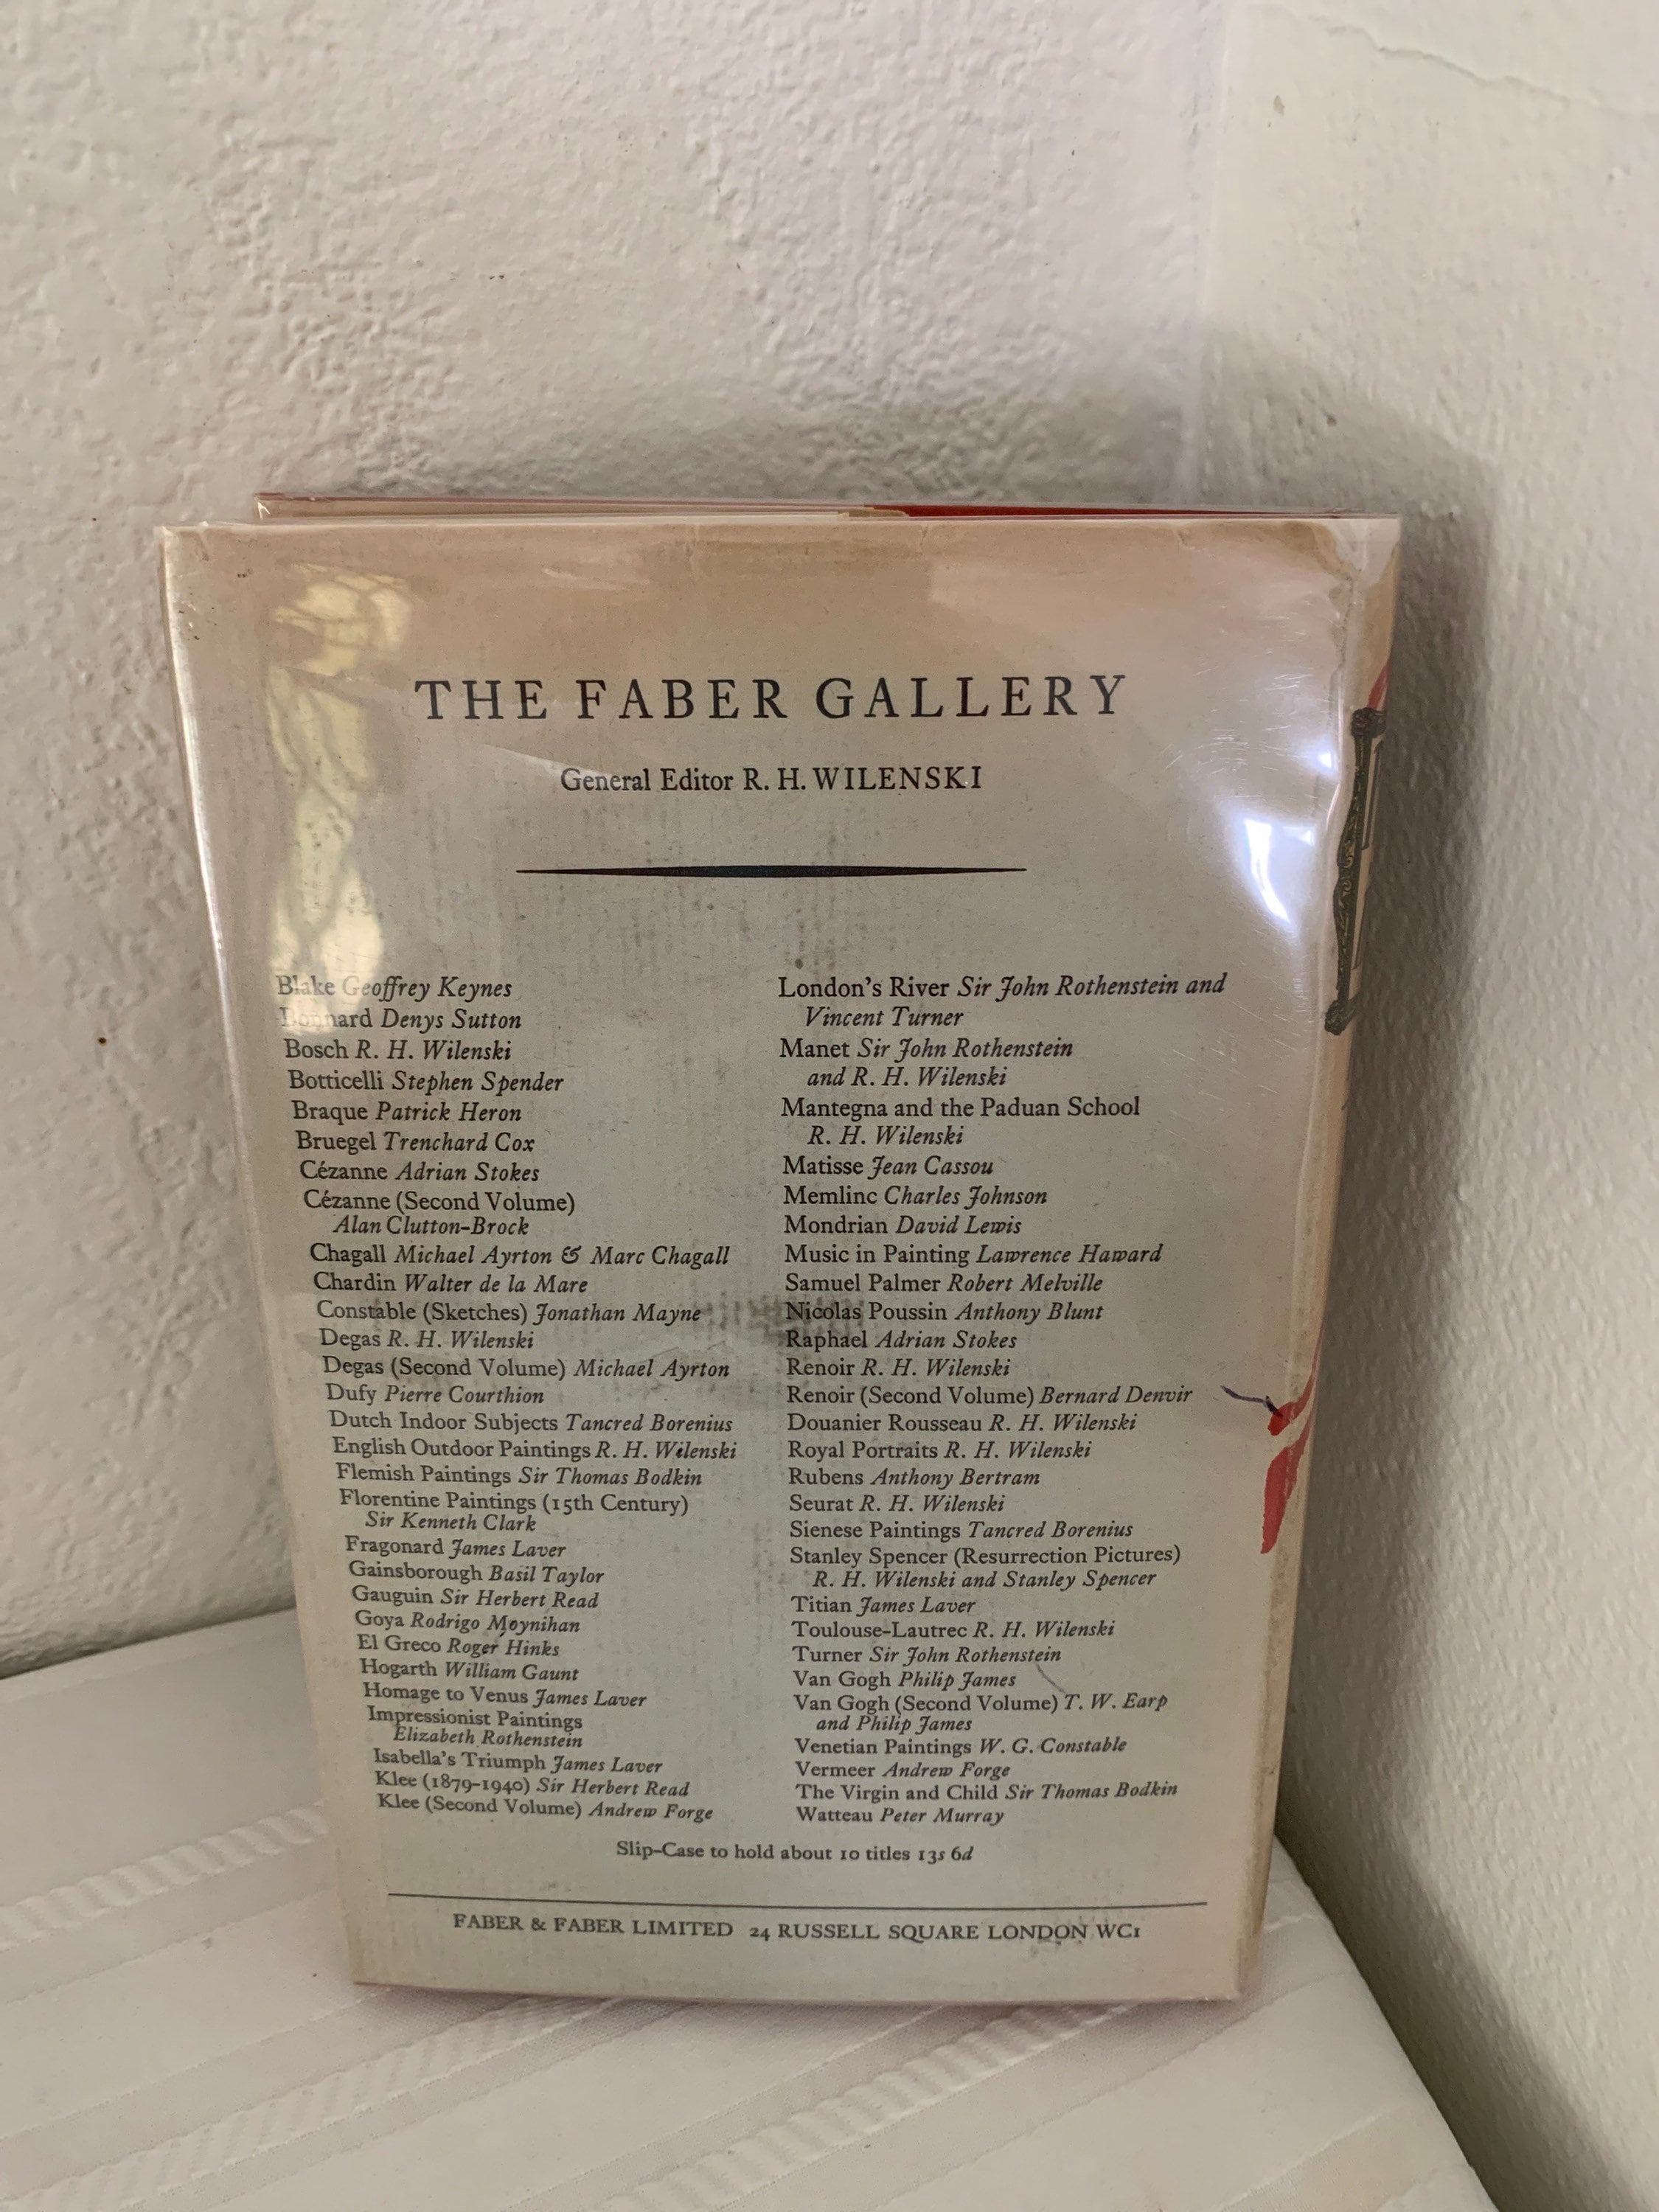 THE FABER GALLERY
General Editor R. H. WILENSKI
Blake Geoffrey Keynes
Bonnard Denys Sutton
Bosch R. H. Wilenski
Botticelli Stephen Spender
Braque Patrick Heron
Bruegel Trenchard Cox
Cézanne Adrian Stokes
Cézanne (Second Volume)
Alan Clutton-Brock
Chagall Michael Ayrton & Marc Chagall
Chardin Walter de la Mare
Constable (Sketches) Jonathan Mayne
Degas R. H. Wilenski
Degas (Second Volume) Michael Ayrton
Dufy Pierre Courthion
Dutch Indoor Subjects Tancred Borenius
English Outdoor Paintings R. H. Wilenski
Flemish Paintings Sir Thomas Bodkin
Florentine Paintings (15th Century)
Sir Kenneth Clark
Fragonard James Laver
Gainsborough Basil Taylor
Gauguin Sir Herbert Read
Goya Rodrigo Moynihan
El Greco Roger Hinks
Hogarth William Gaunt
Homage to Venus James Laver
Impressionist Paintings
Elizabeth Rothenstein
Isabella's Triumph James Laver
Klee (1879-1940) Sir Herbert Read
Klee (Second Volume) Andrew Forge
London's River Sir John Rothenstein and
Vincent Turner
Manet Sir John Rothenstein
and R. H. Wilenski
Mantegna and the Paduan School
R. H. Wilenski
Matisse Jean Cassou
Memlinc Charles Johnson
Mondrian David Lewis
Music in Painting Lawrence Haward
Samuel Palmer Robert Melville
Nicolas Poussin Anthony Blunt
Raphael Adrian Stokes
Renoir R. H. Wilenski
Renoir (Second Volume) Bernard Denvir
Douanier Rousseau R. H. Wilenski
Royal Portraits R. H. Wilenski
Rubens Anthony Bertram
Seurat R. H. Wilenski
Sienese Paintings Tancred Borenius
Stanley Spencer (Resurrection Pictures)
R. H. Wilenski and Stanley Spencer
Titian James Laver
Toulouse-Lautrec R. H. Wilenski
Turner Sir John Rothenstein
Van Gogh Philip James
Van Gogh (Second Volume) T. W. Earp
and Philip James
Venetian Paintings W. G. Constable
Vermeer Andrew Forge
The Virgin and Child Sir Thomas Bodkin
Watteau Peter Murray
Slip-Case to hold about 10 titles 13s 6d
FABER & FABER LIMITED 24 RUSSELL SQUARE LONDON WC1